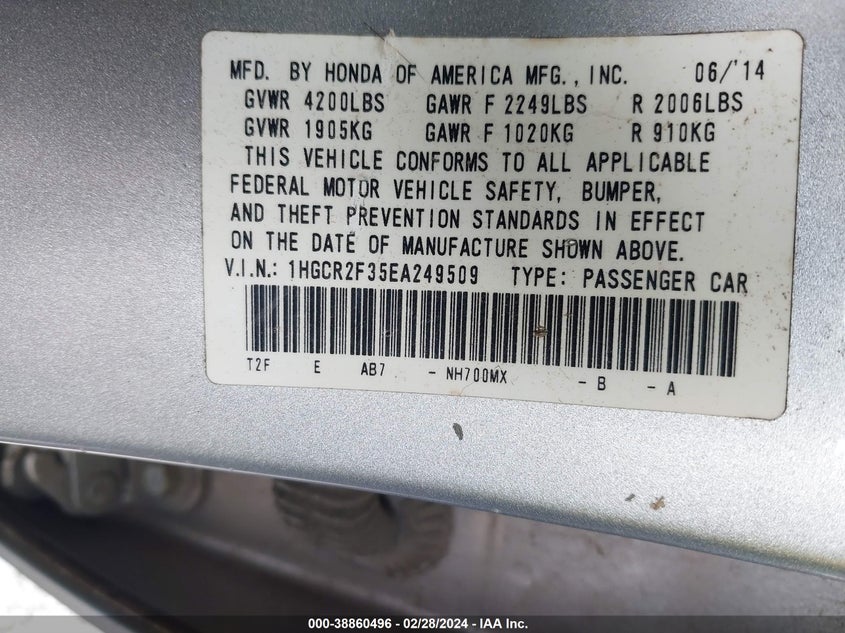 MFD. BY HONDA OF AMERICA MFG., INC. 06/'14
GVWR 4200LBS GAWR F 2249LBS R 2006LBS
GVWR 1905KG GAWR F 1020KG R 910KG
THIS VEHICLE CONFORMS TO ALL APPLICABLE
FEDERAL MOTOR VEHICLE SAFETY, BUMPER,
AND THEFT PREVENTION STANDARDS IN EFFECT
ON THE DATE OF MANUFACTURE SHOWN ABOVE.
V.I.N.: 1HGCR2F35EA249509 TYPE: PASSENGER CAR
T2F E AB7 - NH700MX - B - A
000-38860496 - 02/28/2024 - IAA Inc.